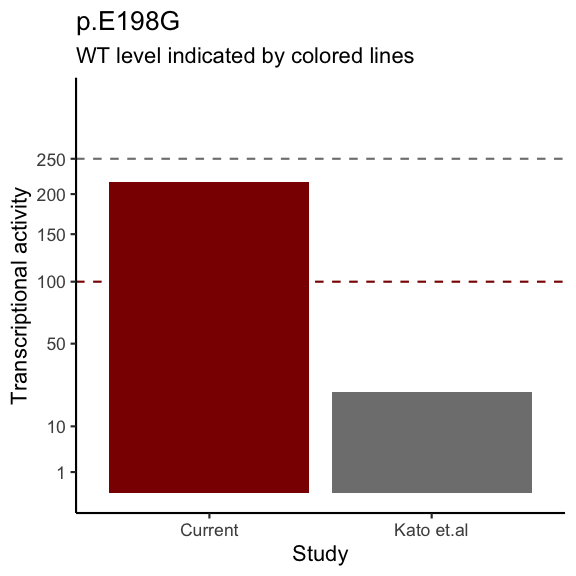 p.E198G
WT level indicated by colored lines
250
200
150
100
50
10
1
Transcriptional activity
Current
Kato et.al
Study